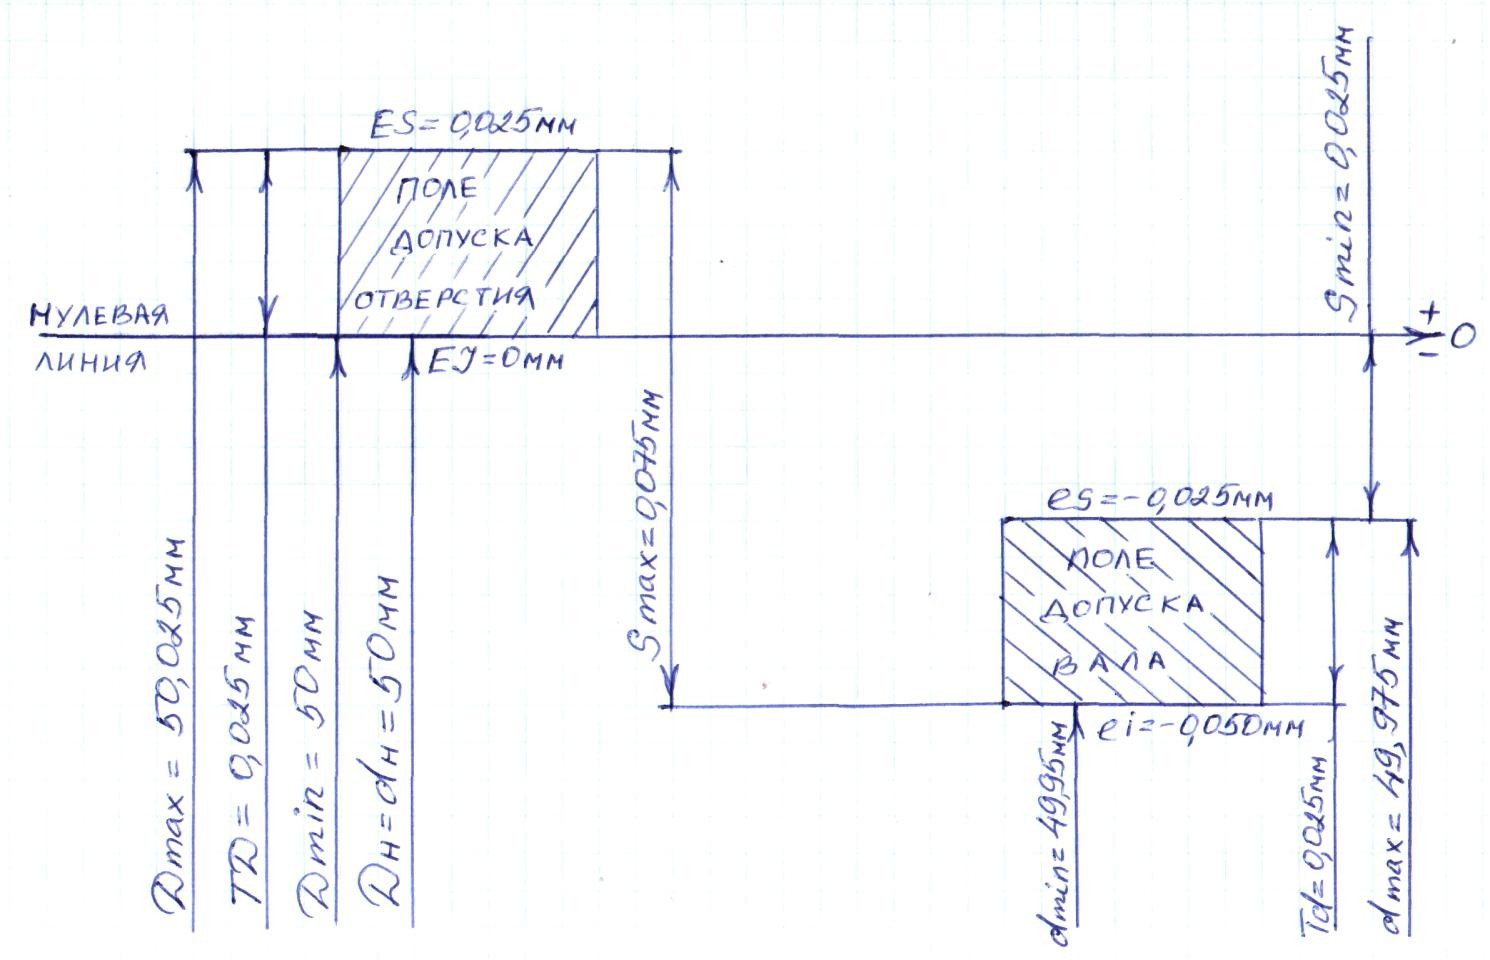 ES=0,025мм
ПОЛЕ
ДОПУСКА
ОТВЕРСТИЯ
НУЛЕВАЯ
ЛИНИЯ
EJ=0мм
Smin=0,025мм
+
0
−
Dmax=50,025мм
TD=0,025мм
Dmin=50мм
Dн=dн=50мм
Smax=0,075мм
es=-0,025мм
ПОЛЕ
ДОПУСКА
ВАЛА
ei=-0,050мм
dmin=49,95мм
Td=0,025мм
dmax=49,975мм